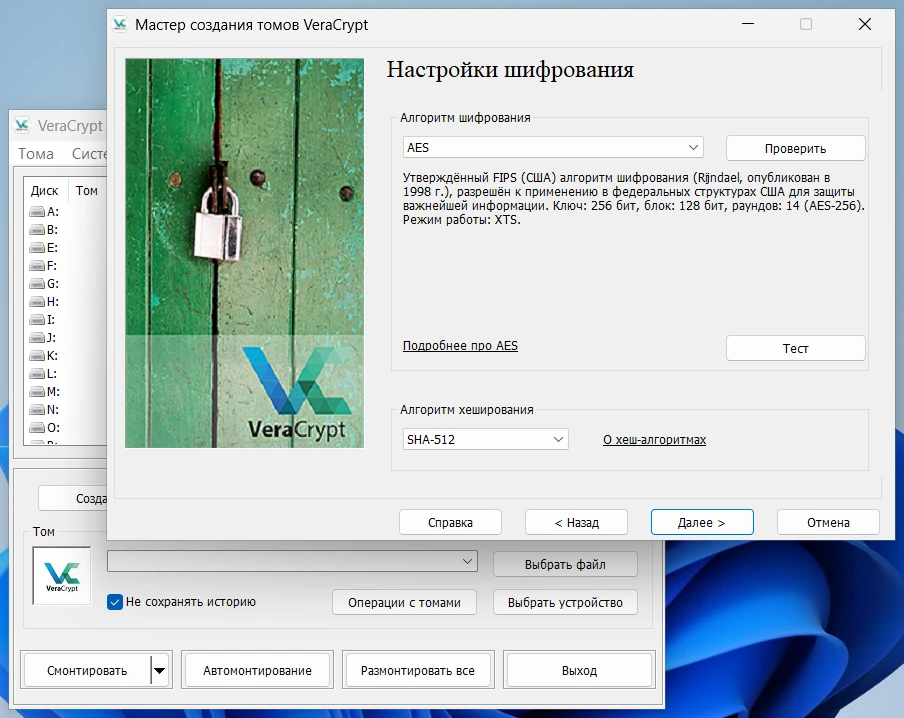 Мастер создания томов VeraCrypt
Настройки шифрования
Алгоритм шифрования
AES
Проверить
Утверждённый FIPS (США) алгоритм шифрования (Rijndael, опубликован в
1998 г.), разрешён к применению в федеральных структурах США для защиты
важнейшей информации. Ключ: 256 бит, блок: 128 бит, раундов: 14 (AES-256).
Режим работы: XTS.
Подробнее про AES
Тест
VeraCrypt
Алгоритм хеширования
SHA-512
О хеш-алгоритмах
Справка
< Назад
Далее >
Отмена
VeraCrypt
Тома Систе
Диск Том
A:
B:
E:
F:
G:
H:
I:
J:
K:
L:
M:
N:
O:
Созда
Том
VeraCrypt
Выбрать файл
Не сохранять историю
Операции с томами
Выбрать устройство
Смонтировать
Автомонтирование
Размонтировать все
Выход